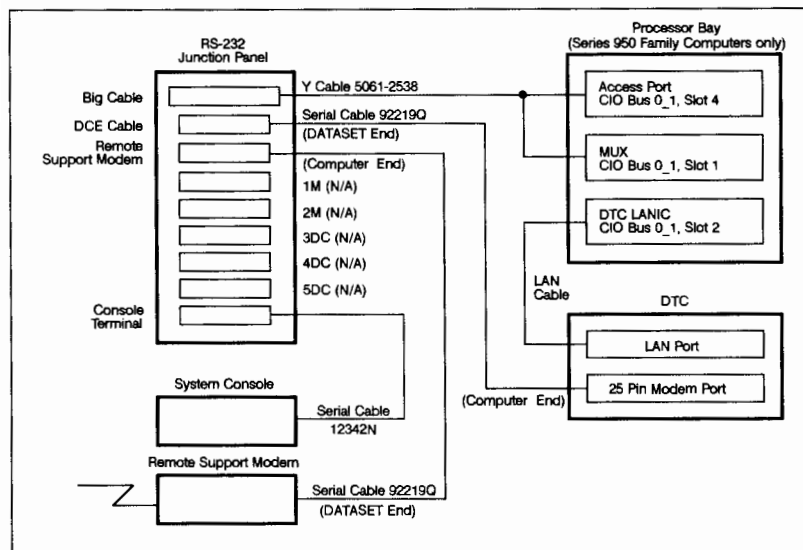 RS-232
Junction Panel
Big Cable
DCE Cable
Remote
Support Modem
Console
Terminal
Y Cable 5061-2538
Serial Cable 92219Q
(DATASET End)
(Computer End)
1M (N/A)
2M (N/A)
3DC (N/A)
4DC (N/A)
5DC (N/A)
Processor Bay
(Series 950 Family Computers only)
Access Port
CIO Bus 0_1, Slot 4
MUX
CIO Bus 0_1, Slot 1
DTC LANIC
CIO Bus 0_1, Slot 2
LAN
Cable
DTC
LAN Port
25 Pin Modem Port
(Computer End)
System Console
Serial Cable
12342N
Remote Support Modem
Serial Cable 92219Q
(DATASET End)